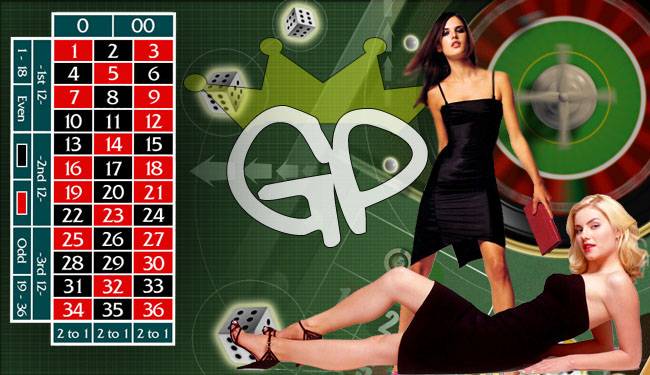 0 00
1 2 3
4 5 6
7 8 9
10 11 12
13 14 15
16 17 18
19 20 21
22 23 24
25 26 27
28 29 30
31 32 33
34 35 36
2 to 1 2 to 1 2 to 1
-1st 12-
-2nd 12-
-3rd 12-
1 - 18
Even
Odd
19 - 36
GP
2